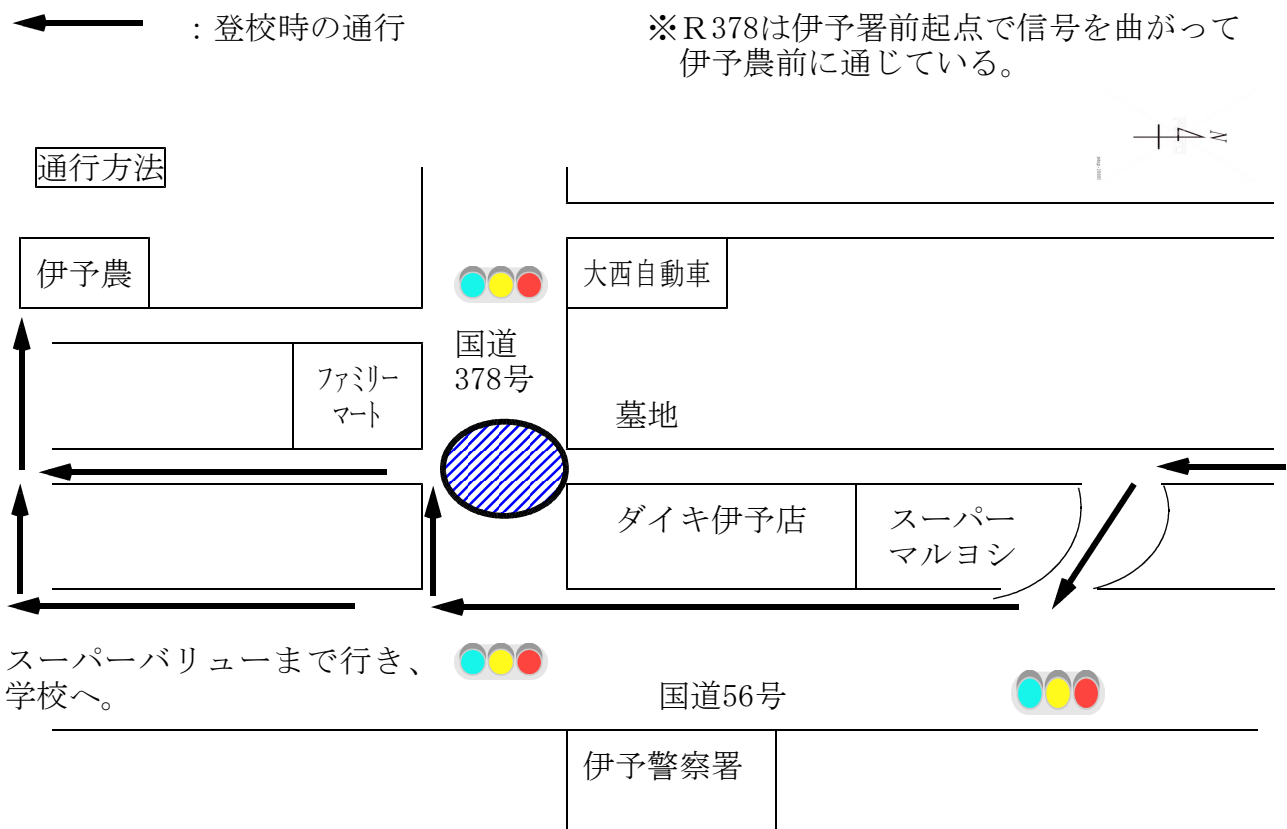 ：登校時の通行
※Ｒ378は伊予署前起点で信号を曲がって
伊予農前に通じている。
N
通行方法
伊予農
大西自動車
国道
378号
ファミリー
マート
墓地
ダイキ伊予店
スーパー
マルヨシ
スーパーバリューまで行き、
学校へ。
国道56号
伊予警察署